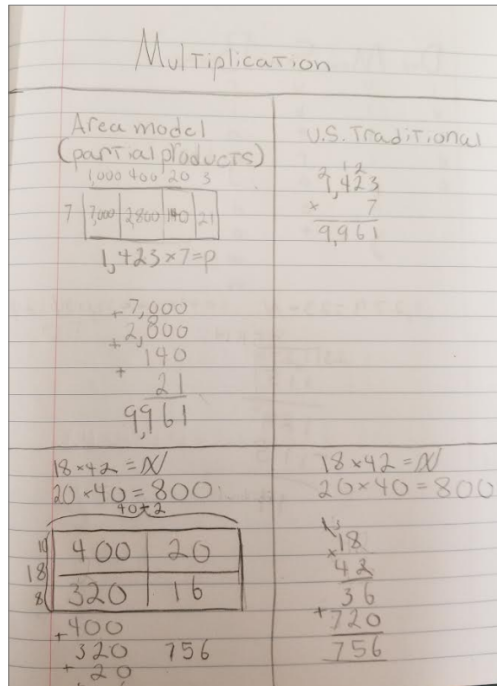 Multiplication
Area model
(partial products)
1,000 400 20 3
7 7,000 2,800 140 21
1,423×7=p
+7,000
+2,800
140
+ 21
9,961
U.S. Traditional
2 1 2
1,423
× 7
9,961
18×42=N
20×40=800
40+2
10 400 20
18
8 320 16
+400
320 756
+ 20
18×42=N
20×40=800
18
×42
36
+720
756